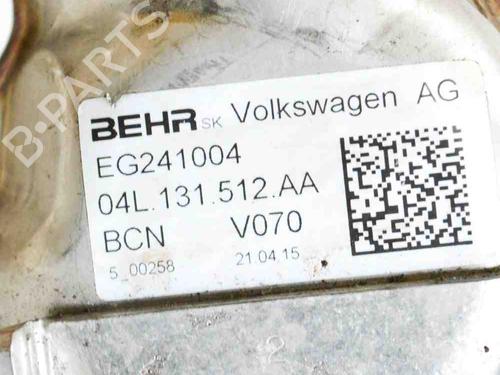 B-PARTS
BEHR SK Volkswagen AG
EG241004
04L.131.512.AA
BCN V070
5_00258 21.04.15